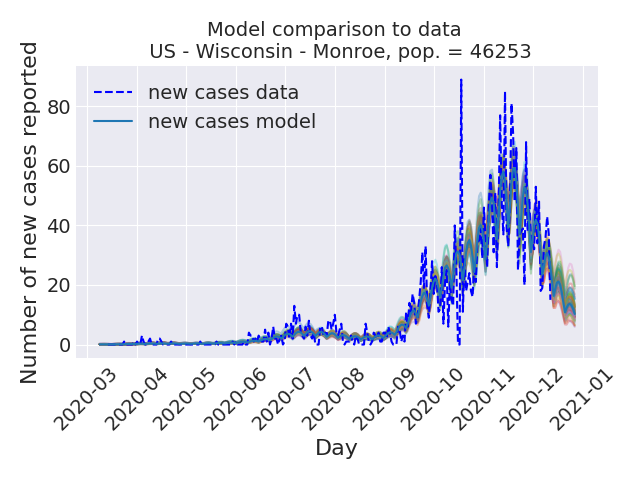 Model comparison to data
US - Wisconsin - Monroe, pop. = 46253
Number of new cases reported
80
60
40
20
0
new cases data
new cases model
2020-03
2020-04
2020-05
2020-06
2020-07
2020-08
2020-09
2020-10
2020-11
2020-12
2021-01
Day